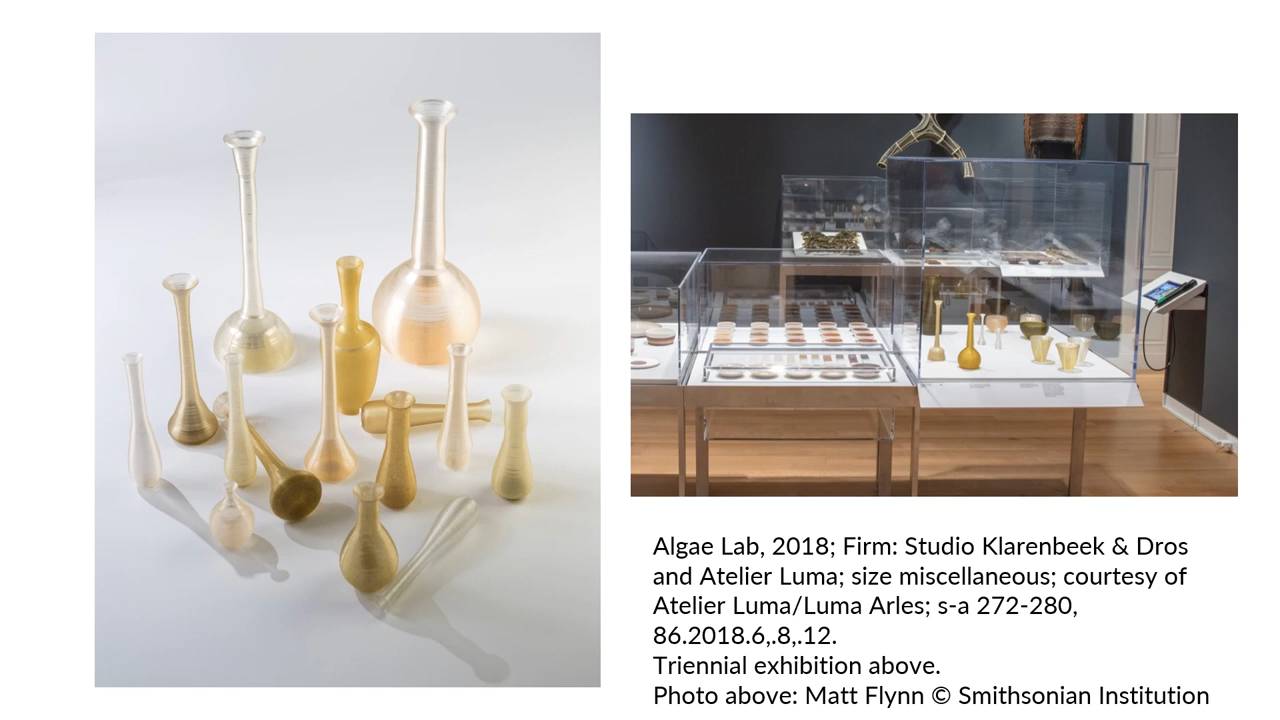 Algae Lab, 2018; Firm: Studio Klarenbeek & Dros
and Atelier Luma; size miscellaneous; courtesy of
Atelier Luma/Luma Arles; s-a 272-280,
86.2018.6,.8,.12.
Triennial exhibition above.
Photo above: Matt Flynn © Smithsonian Institution